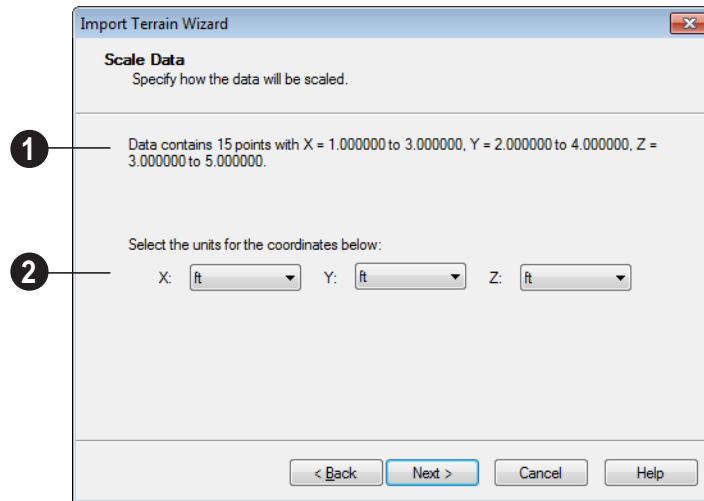 Import Terrain Wizard
Scale Data
Specify how the data will be scaled.
1
Data contains 15 points with X = 1.000000 to 3.000000, Y = 2.000000 to 4.000000, Z =
3.000000 to 5.000000.
Select the units for the coordinates below:
2
X: ft Y: ft Z: ft
< Back Next > Cancel Help